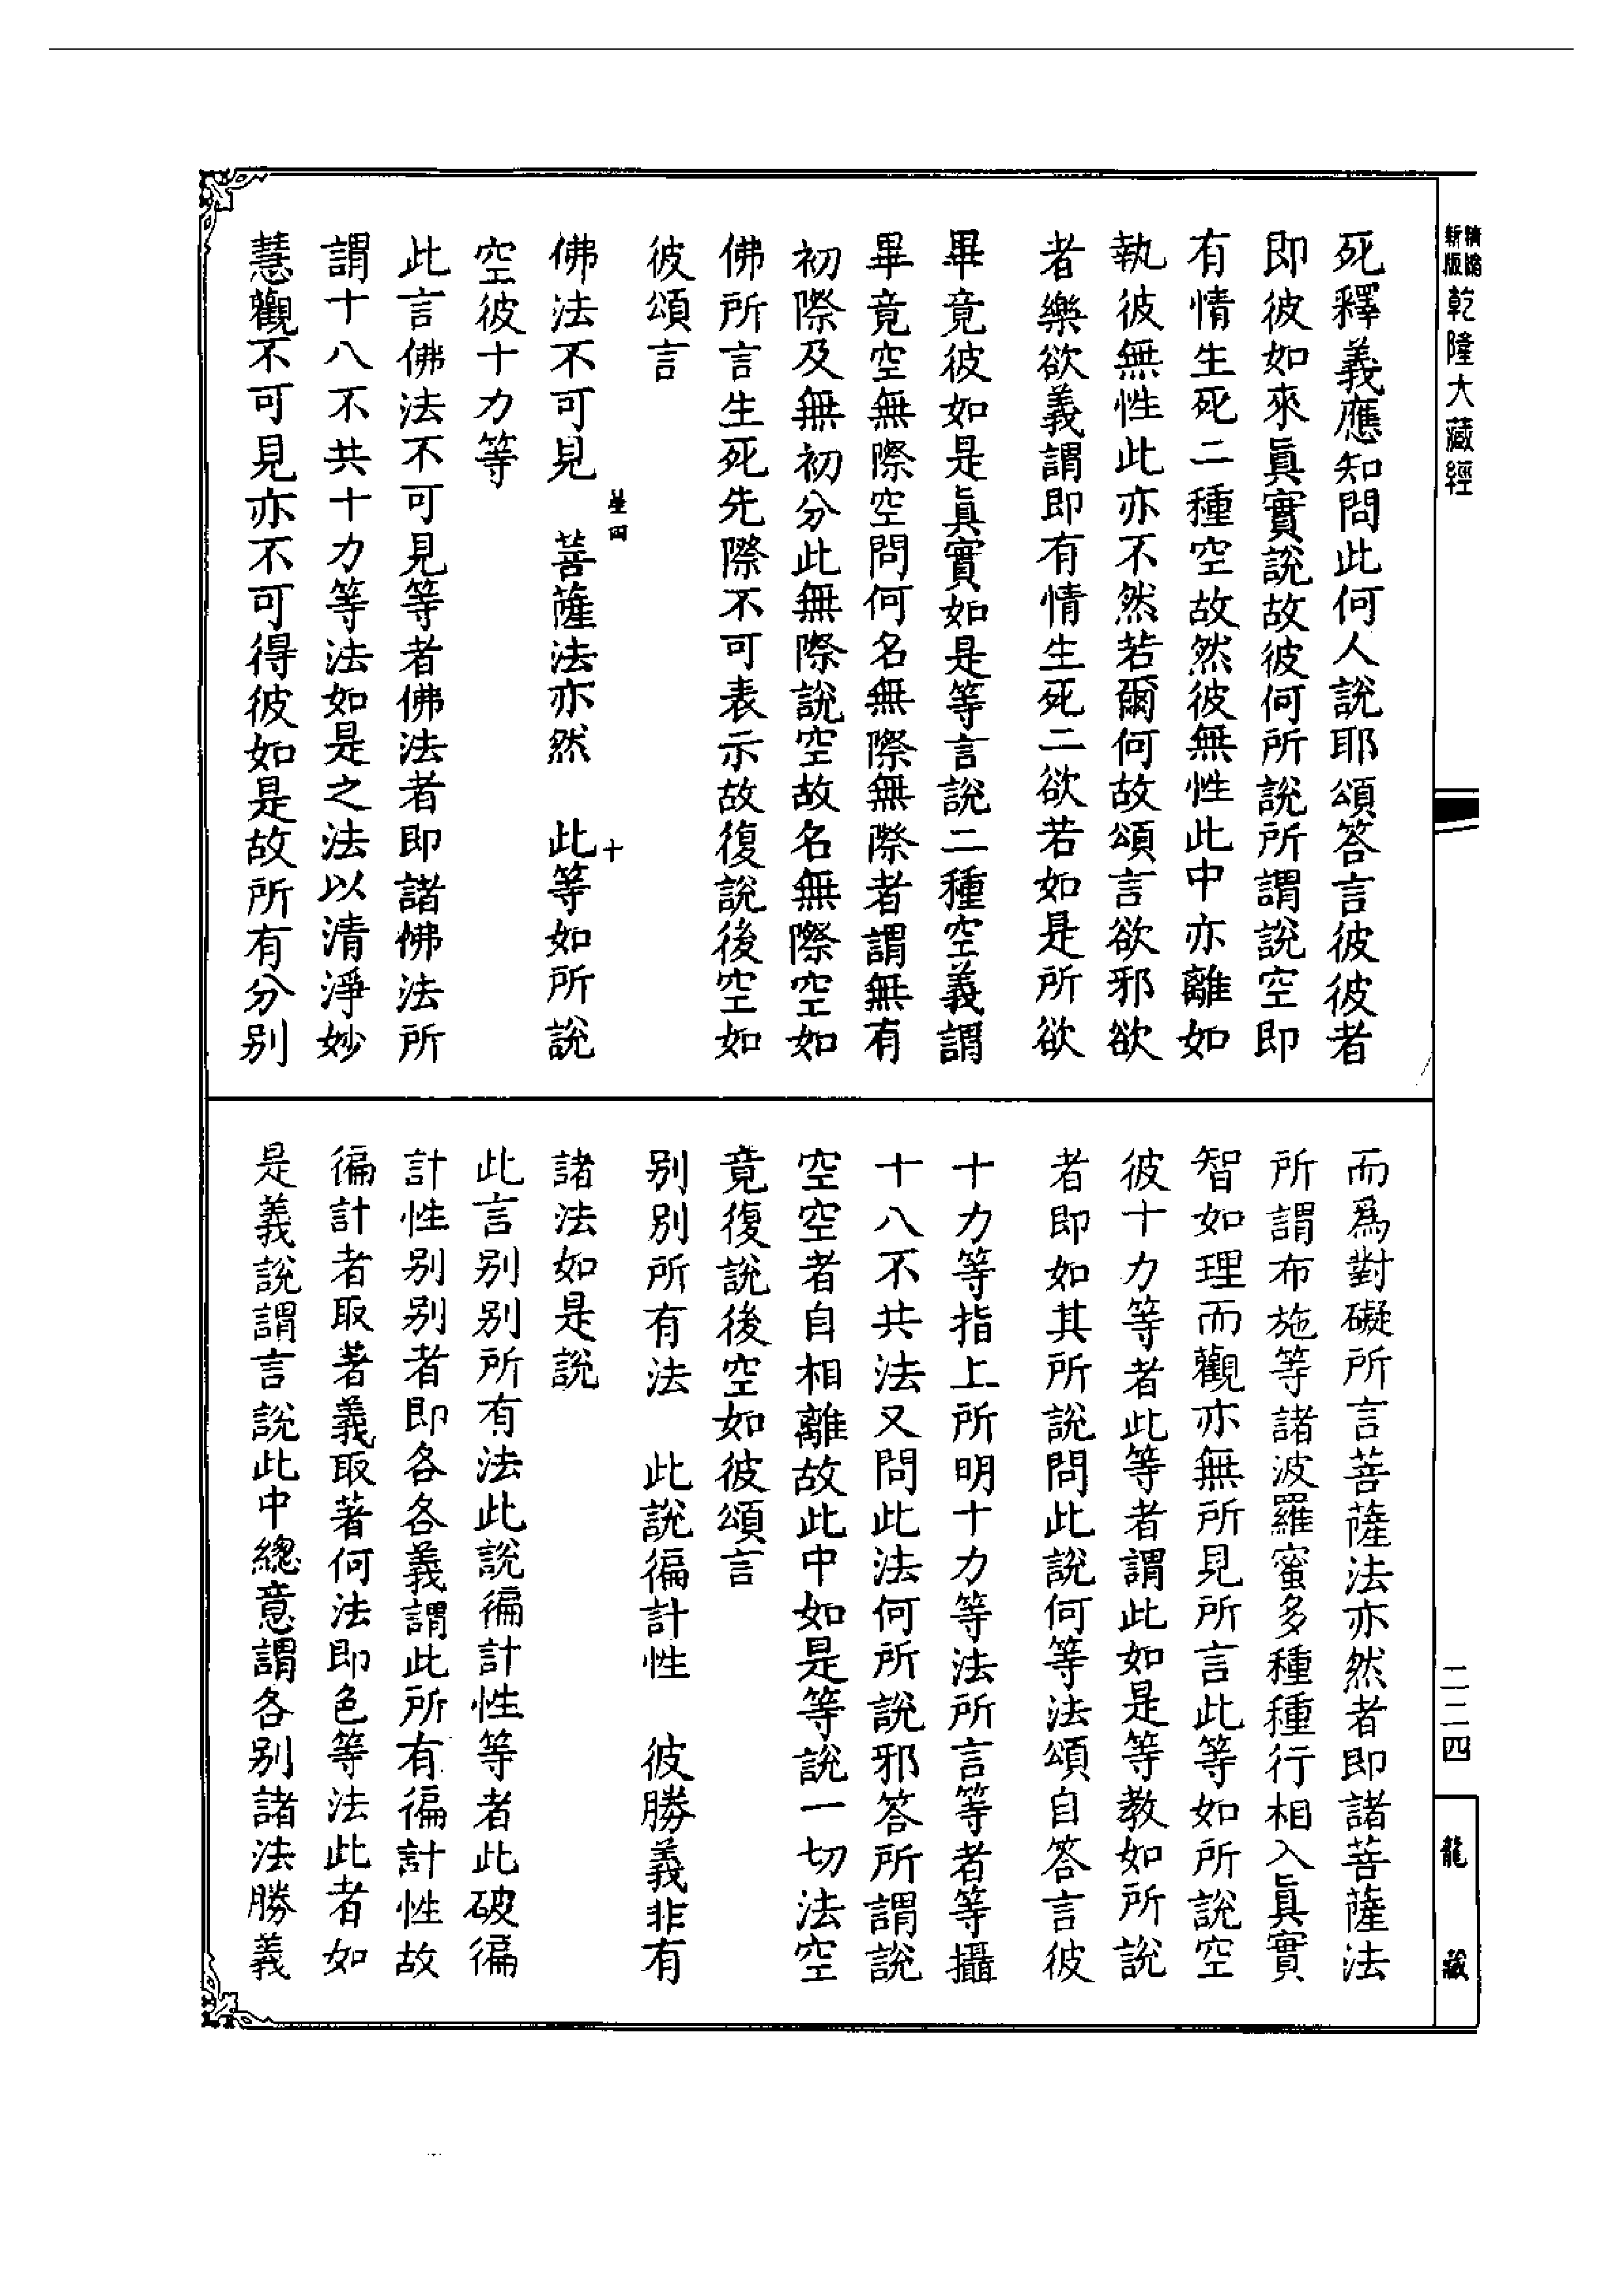 精縮
新版
乾隆大藏經
死釋義應知問此何人說耶頌答言彼彼者
即彼如來眞實說故彼何所說所謂說空即
有情生死二種空故然彼無性此中亦離如
執彼無性此亦不然若爾何故頌言欲邪欲
者樂欲義謂即有情生死二欲若如是所欲
畢竟彼如是眞實如是等言說二種空義謂
畢竟空無際空問何名無際無際者謂無有
初際及無初分此無際說空故名無際空如
佛所言生死先際不可表示故復說後空如
彼頌言
星四
十
佛法不可見　菩薩法亦然　此等如所說
空彼十力等
此言佛法不可見等者佛法者即諸佛法所
謂十八不共十力等法如是之法以清淨妙
慧觀不可見亦不可得彼如是故所有分別
而爲對礙所言菩薩法亦然者即諸菩薩法
所謂布施等諸波羅蜜多種種行相入眞實
智如理而觀亦無所見所言此等如所說空
彼十力等者此等者謂此如是等教如所說
者即如其所說問此說何等法頌自答言彼
十力等指上所明十力等法所言等者等攝
十八不共法又問此法何所說邪答所謂說
空空者自相離故此中如是等說一切法空
竟復說後空如彼頌言
別別所有法　此說徧計性　彼勝義非有
諸法如是說
此言別別所有法此說徧計性等者此破徧
計性別別者即各各義謂此所有徧計性故
徧計者取著義取著何法即色等法此者如
是義說謂言說此中總意謂各別諸法勝義
二二四
龍
藏